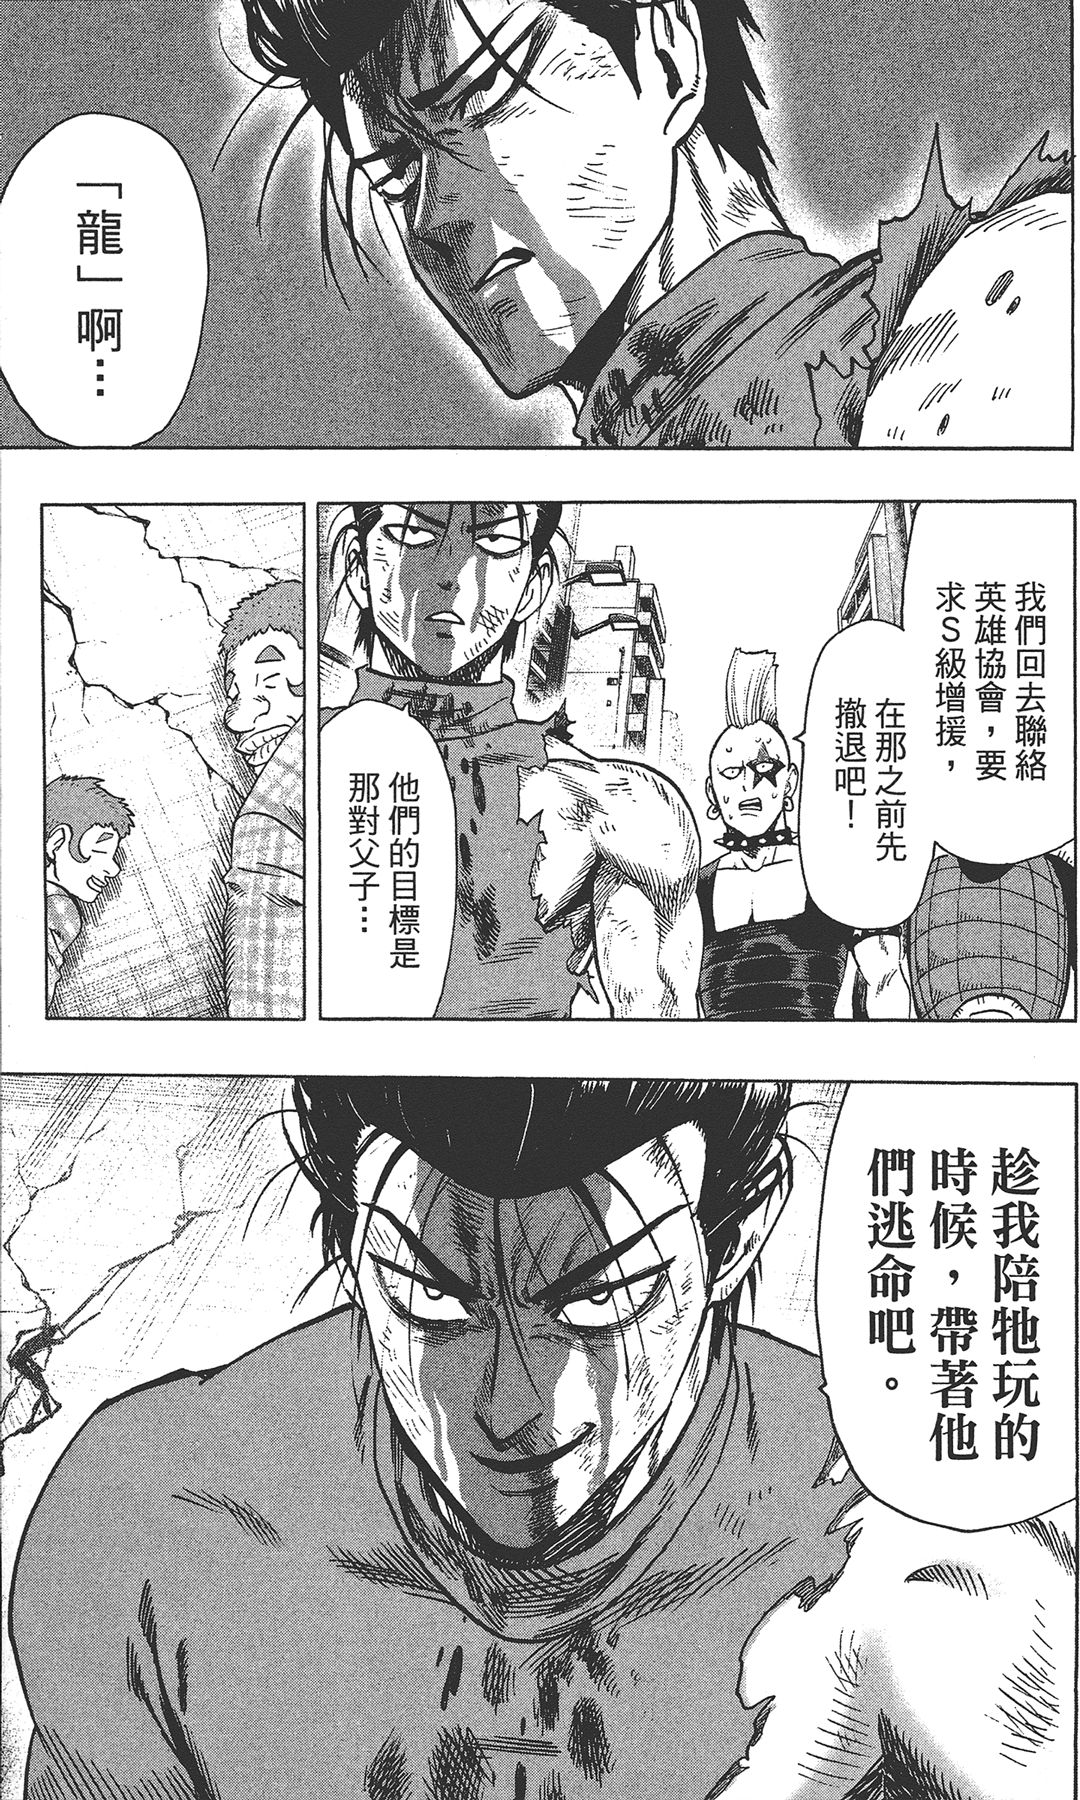 「龍」啊…
我們回去聯絡
英雄協會，要
求S級增援，
在那之前先
撤退吧！
他們的目標是
那對父子…
趁我陪牠玩的
時候，帶著他
們逃命吧。